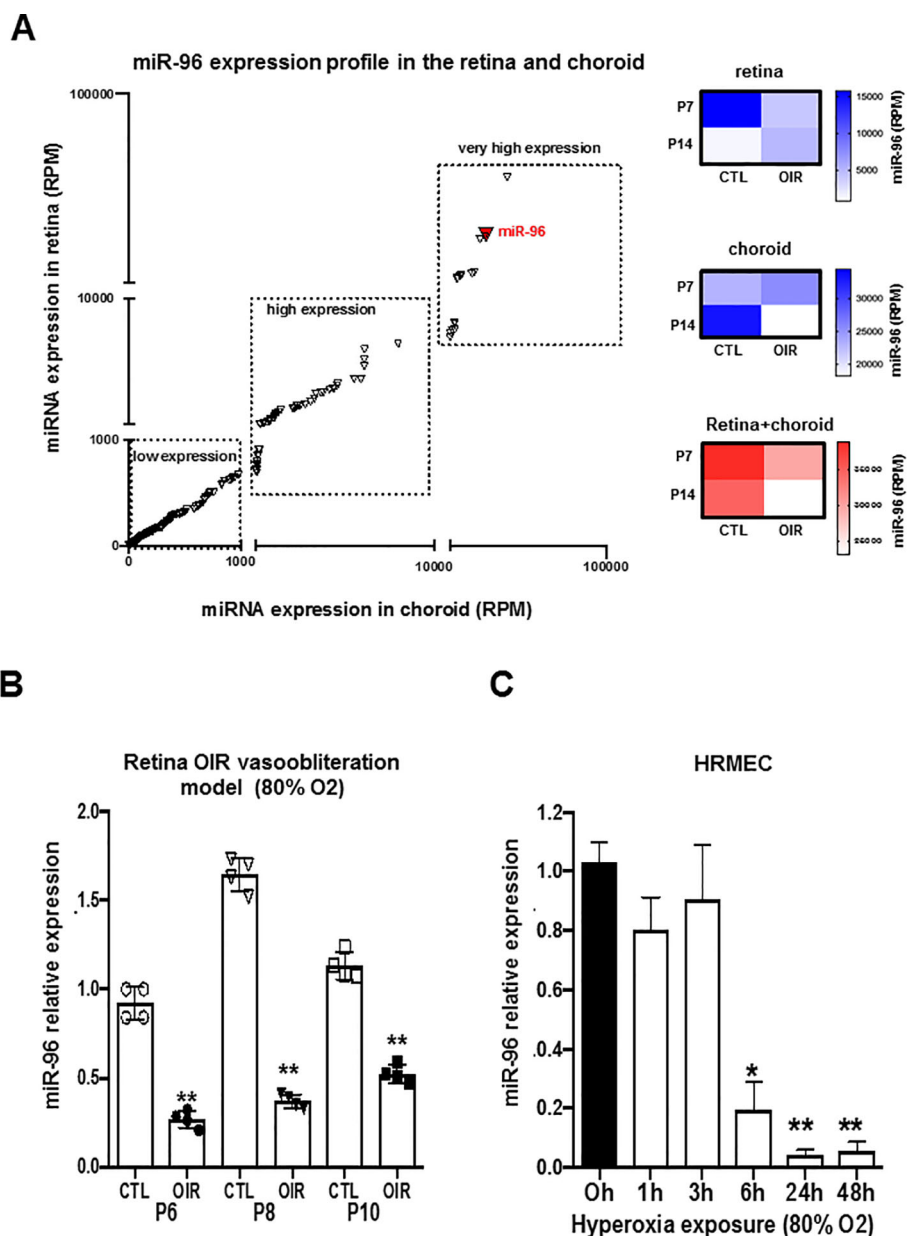 A
miR-96 expression profile in the retina and choroid
100000
10000
1000
0
miRNA expression in retina (RPM)
low expression
high expression
very high expression
miR-96
0
1000
10000
100000
miRNA expression in choroid (RPM)
retina
P7
P14
CTL
OIR
15000
10000
5000
miR-96 (RPM)
choroid
P7
P14
CTL
OIR
30000
20000
miR-96 (RPM)
Retina+choroid
P7
P14
CTL
OIR
miR-96 (RPM)
B
Retina OIR vasoobliteration
model (80% O2)
2.0
1.5
1.0
0.5
0.0
miR-96 relative expression
**
**
**
CTL OIR CTL OIR CTL OIR
P6 P8 P10
C
HRMEC
1.2
1.0
0.8
0.6
0.4
0.2
0.0
miR-96 relative expression
*
**
**
0h 1h 3h 6h 24h 48h
Hyperoxia exposure (80% O2)